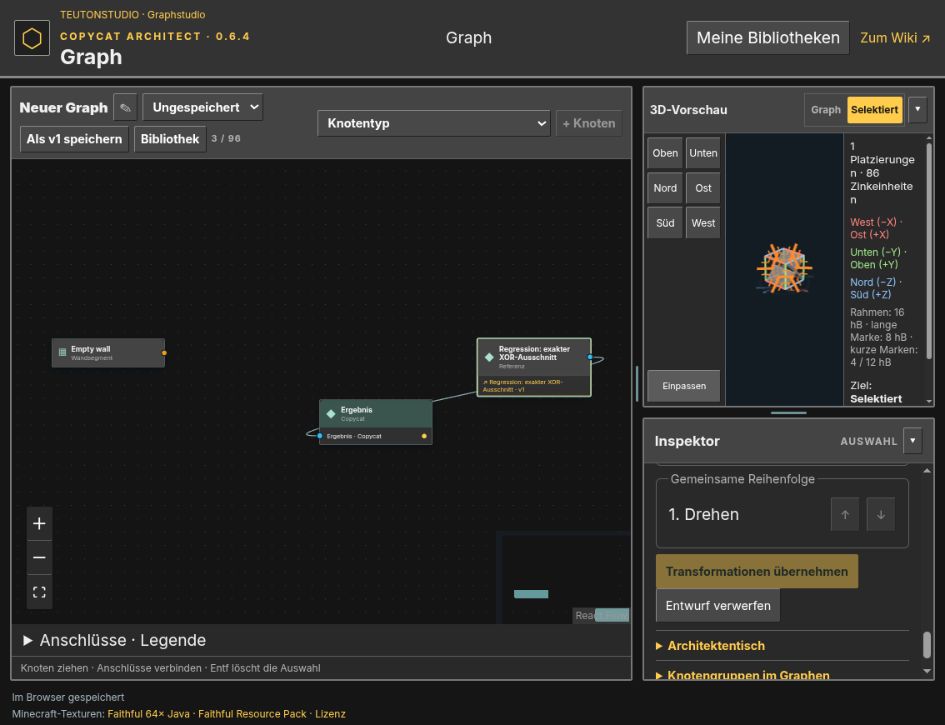 TEUTONSTUDIO · Graphstudio
COPYCAT ARCHITECT · 0.6.4
Graph
Graph
Meine Bibliotheken
Zum Wiki ↗
Neuer Graph
✎
Ungespeichert
Als v1 speichern
Bibliothek
3 / 96
Knotentyp
+ Knoten
Empty wall
Wandsegment
Regression: exakter
XOR-Ausschnitt
Referenz
↗ Regression: exakter XOR-
Ausschnitt · v1
Ergebnis
Copycat
Ergebnis · Copycat
+
−
▶ Anschlüsse · Legende
Knoten ziehen · Anschlüsse verbinden · Entf löscht die Auswahl
3D-Vorschau
Graph
Selektiert
▼
Oben
Unten
Nord
Ost
Süd
West
Einpassen
1
Platzierunge
n · 86
Zinkeinheite
n
West (−X) ·
Ost (+X)
Unten (−Y) ·
Oben (+Y)
Nord (−Z) ·
Süd (+Z)
Rahmen: 16
hB · lange
Marke: 8 hB ·
kurze Marken:
4 / 12 hB
Ziel:
Selektiert
Inspektor
AUSWAHL
▼
Gemeinsame Reihenfolge
1. Drehen
↑
↓
Transformationen übernehmen
Entwurf verwerfen
▶ Architektentisch
▶ Knotengruppen im Graphen
Im Browser gespeichert
Minecraft-Texturen: Faithful 64× Java · Faithful Resource Pack · Lizenz